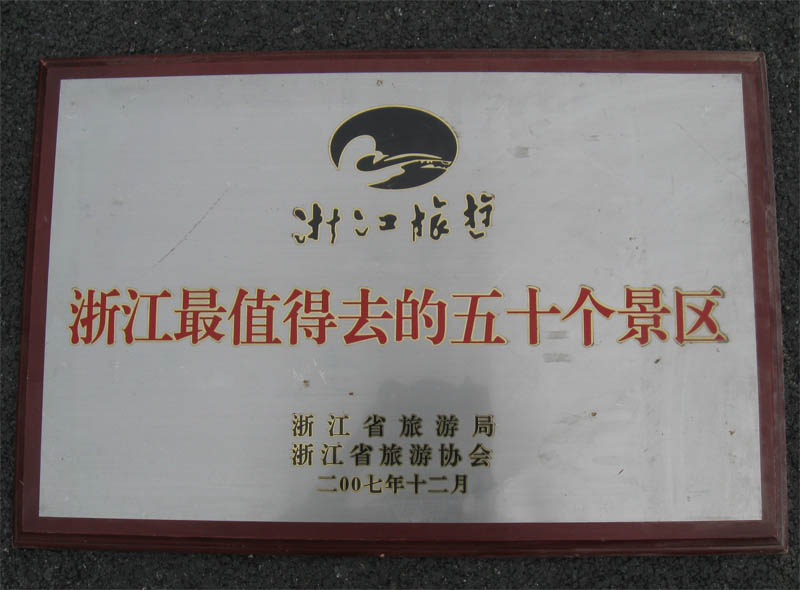 浙江旅游
浙江最值得去的五十个景区
浙江省旅游局
浙江省旅游协会
二00七年十二月